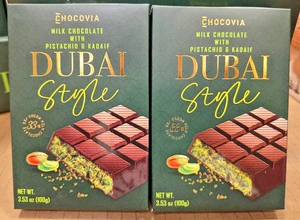 CHOCOVIA
MILK CHOCOLATE
WITH
PISTACHIO & KADAIF
DUBAI
Style
33%
NET WT.
3.53 oz (100g)
CHOCOVIA
MILK CHOCOLATE
WITH
PISTACHIO & KADAIF
DUBAI
Style
NET WT.
3.53 oz (100g)